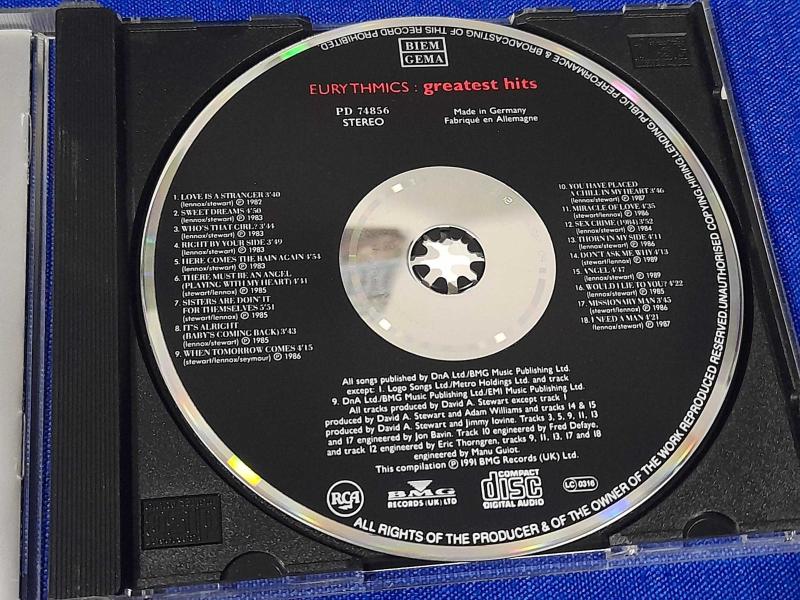 BIEM
GEMA
EURYTHMICS : greatest hits
PD 74856
STEREO
Made in Germany
Fabriqué en Allemagne
1. LOVE IS A STRANGER 3'40
(lennox/stewart) Ⓟ 1982
2. SWEET DREAMS 4'50
(lennox/stewart) Ⓟ 1983
3. WHO'S THAT GIRL? 3'44
(lennox/stewart) Ⓟ 1983
4. RIGHT BY YOUR SIDE 3'49
(lennox/stewart) Ⓟ 1983
5. HERE COMES THE RAIN AGAIN 4'54
(lennox/stewart) Ⓟ 1983
6. THERE MUST BE AN ANGEL
(PLAYING WITH MY HEART) 4'41
(stewart/lennox) Ⓟ 1985
7. SISTERS ARE DOIN' IT
FOR THEMSELVES 5'51
(stewart/lennox) Ⓟ 1985
8. IT'S ALRIGHT
(BABY'S COMING BACK) 3'43
(stewart/lennox) Ⓟ 1985
9. WHEN TOMORROW COMES 4'15
(stewart/lennox/seymour) Ⓟ 1986
10. YOU HAVE PLACED
A CHILL IN MY HEART 3'46
(lennox/stewart) Ⓟ 1987
11. MIRACLE OF LOVE 4'35
(stewart/lennox) Ⓟ 1986
12. SEX CRIME (1984) 3'52
(lennox/stewart) Ⓟ 1984
13. THORN IN MY SIDE 4'11
(stewart/lennox) Ⓟ 1986
14. DON'T ASK ME WHY 4'13
(lennox/stewart) Ⓟ 1989
15. ANGEL 4'47
(lennox/stewart) Ⓟ 1989
16. WOULD I LIE TO YOU? 4'22
(lennox/stewart) Ⓟ 1985
17. MISSIONARY MAN 3'45
(stewart/lennox) Ⓟ 1986
18. I NEED A MAN 4'21
(lennox/stewart) Ⓟ 1987
All songs published by DnA Ltd./BMG Music Publishing Ltd.
except: 1. Logo Songs Ltd./Metro Holdings Ltd. and track
9. DnA Ltd./BMG Music Publishing Ltd./EMI Music Publishing Ltd.
All tracks produced by David A. Stewart except track 1
produced by David A. Stewart and Adam Williams and tracks 14 & 15
produced by David A. Stewart and Jimmy Iovine. Tracks 3, 5, 9, 11, 13
and 17 engineered by Jon Bavin. Track 10 engineered by Fred Defaye,
and track 12 engineered by Eric Thorngren, tracks 9, 11, 13, 17 and 18
engineered by Manu Guiot.
This compilation Ⓟ 1991 BMG Records (UK) Ltd.
RCA
BMG
RECORDS (UK) LTD
COMPACT
disc
DIGITAL AUDIO
LC 0316
ALL RIGHTS OF THE PRODUCER & OF THE OWNER OF THE WORK REPRODUCED RESERVED. UNAUTHORISED COPYING, HIRING, LENDING, PUBLIC PERFORMANCE & BROADCASTING OF THIS RECORD PROHIBITED